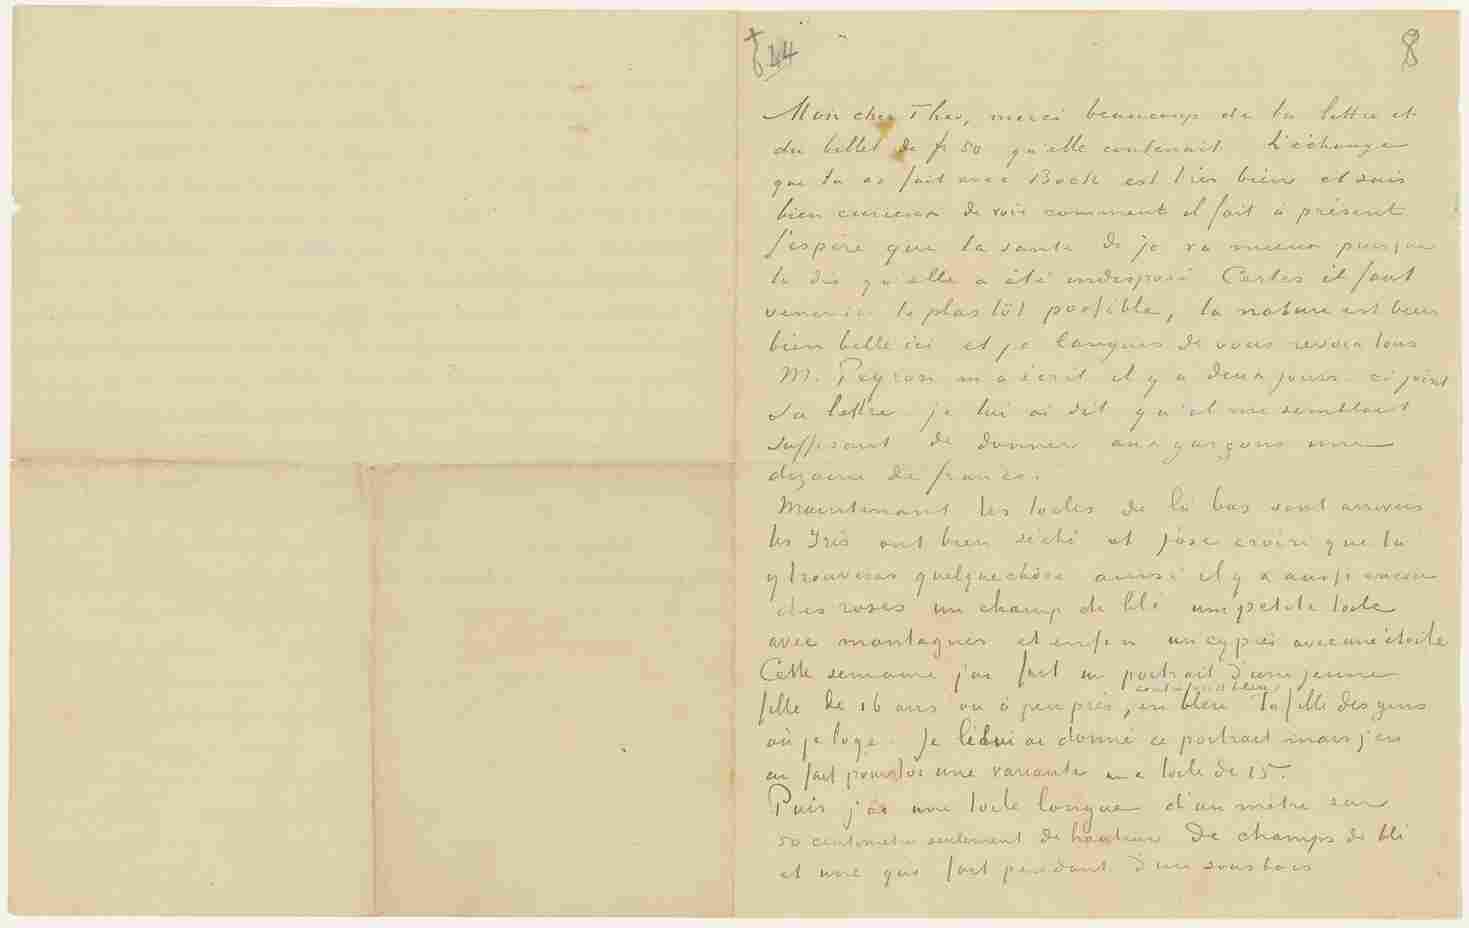 644
8
Mon cher Theo, merci beaucoup de ta lettre et
du billet de fr 50 qu'elle contenait. L'échange
que tu as fait avec Bock est très bien et suis
bien curieux de voir comment il fait à présent
J'espère que la santé de jo va mieux puisque
tu dis qu'elle a été indisposé Certes il faut
venir ici le plus tôt possible, la nature est bien
bien belle ici et je languis de vous revoir tous
M. Peyron m'a écrit il y a deux jours. ci joint
sa lettre je lui ai dit qu'il me semblait
suffisant de donner aux garçons une
dizaine de francs.
Maintenant les toiles de là bas sont arrivées
les Iris ont bien séché et j'ose croire que tu
y trouveras quelquechôse ainsi il y a aussi encore
des roses un champ de blé une petite toile
avec montagnes et enfin un cyprès avec une étoile
Cette semaine j'ai fait un portrait d'une jeune
fille de 16 ans ou à peu près, en bleu contre fond bleu la fille des gens
où je loge. Je lui ai donné ce portrait mais j'en
ai fait pour toi une variante une toile de 15.
Puis j'ai une toile longue d'un mètre sur
50 centimètre seulement de hauteur de champs de blé
et une qui fait pendant d'un sous bois